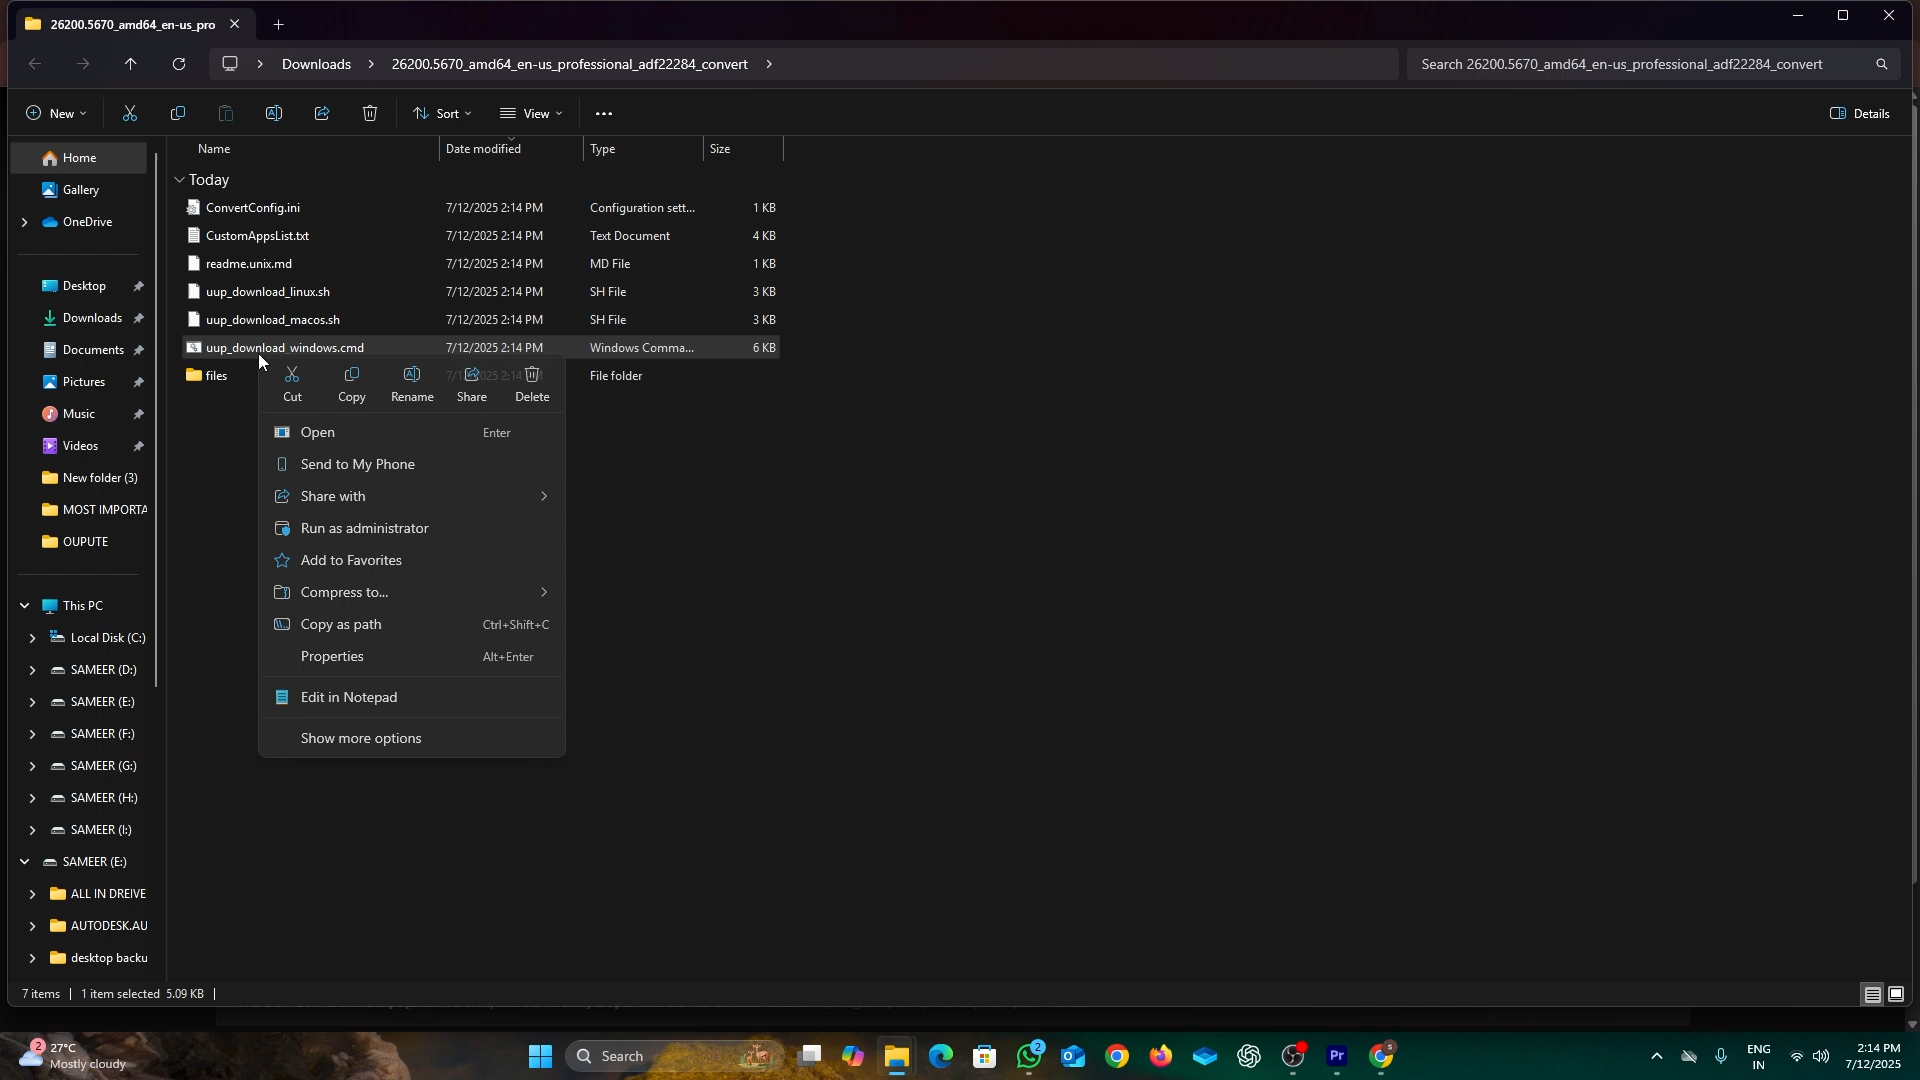 26200.5670_amd64_en-us_pro
Downloads
26200.5670_amd64_en-us_professional_adf22284_convert
Search 26200.5670_amd64_en-us_professional_adf22284_convert
New
Sort
View
Details
Name Date modified Type Size
Home
Gallery
OneDrive
Desktop
Downloads
Documents
Pictures
Music
Videos
New folder (3)
MOST IMPORTA
OUPUTE
This PC
Local Disk (C:)
SAMEER (D:)
SAMEER (E:)
SAMEER (F:)
SAMEER (G:)
SAMEER (H:)
SAMEER (I:)
SAMEER (E:)
ALL IN DREIVE
AUTODESK.AU
desktop backu
Today
ConvertConfig.ini 7/12/2025 2:14 PM Configuration sett... 1 KB
CustomAppsList.txt 7/12/2025 2:14 PM Text Document 4 KB
readme.unix.md 7/12/2025 2:14 PM MD File 1 KB
uup_download_linux.sh 7/12/2025 2:14 PM SH File 3 KB
uup_download_macos.sh 7/12/2025 2:14 PM SH File 3 KB
uup_download_windows.cmd 7/12/2025 2:14 PM Windows Comma... 6 KB
files File folder
Cut Copy Rename Share Delete
Open Enter
Send to My Phone
Share with
Run as administrator
Add to Favorites
Compress to...
Copy as path Ctrl+Shift+C
Properties Alt+Enter
Edit in Notepad
Show more options
7 items 1 item selected 5.09 KB
2
27°C
Mostly cloudy
Search
2
Pr
S
ENG
IN
2:14 PM
7/12/2025